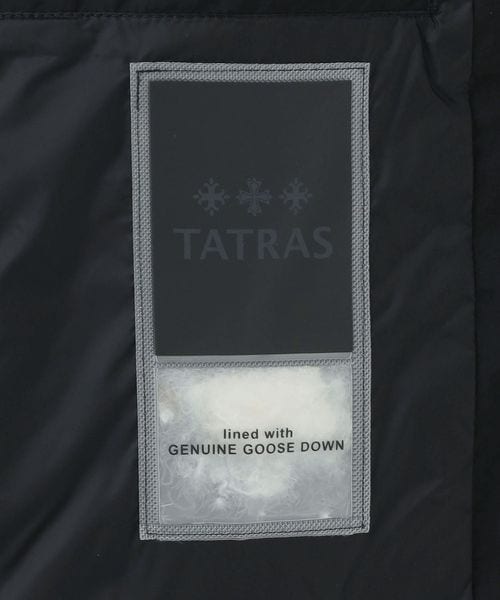 TATRAS
lined with
GENUINE GOOSE DOWN